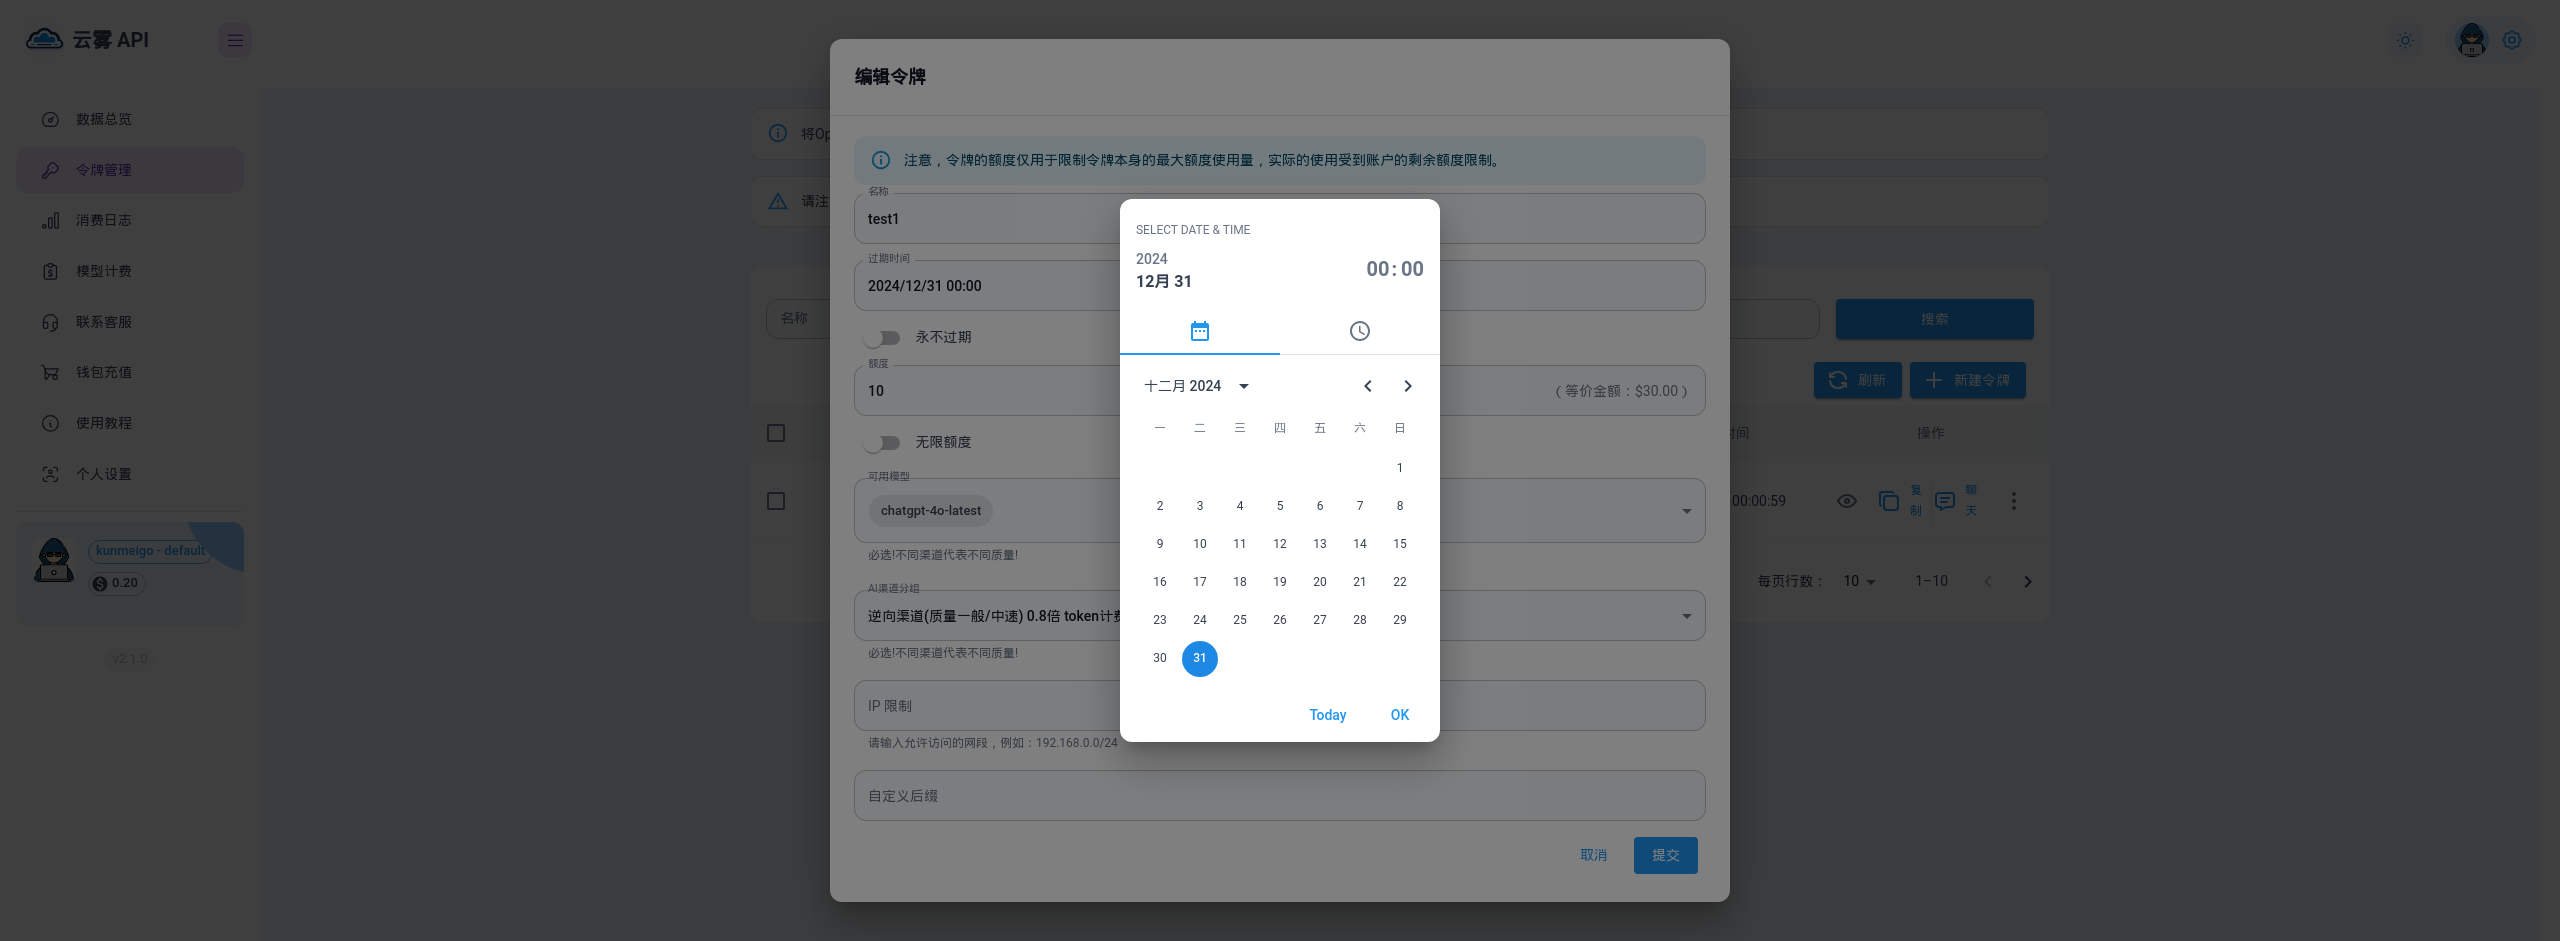 云雾 API
数据总览
令牌管理
消费日志
模型计费
联系客服
钱包充值
使用教程
个人设置
kunmeigo - default
0.20
v2.1.0
将Op
请注
名称
搜索
刷新
新建令牌
时间
操作
00:00:59
复制
聊天
每页行数：
10
1–10
编辑令牌
注意，令牌的额度仅用于限制令牌本身的最大额度使用量，实际的使用受到账户的剩余额度限制。
名称
test1
过期时间
2024/12/31 00:00
永不过期
额度
10
（等价金额：$30.00）
无限额度
可用模型
chatgpt-4o-latest
必选!不同渠道代表不同质量!
AI渠道分组
逆向渠道(质量一般/中速) 0.8倍 token计费
必选!不同渠道代表不同质量!
IP 限制
请输入允许访问的网段，例如：192.168.0.0/24
自定义后缀
取消
提交
SELECT DATE & TIME
2024
12月 31
00:00
十二月 2024
一 二 三 四 五 六 日
1
2 3 4 5 6 7 8
9 10 11 12 13 14 15
16 17 18 19 20 21 22
23 24 25 26 27 28 29
30 31
Today
OK